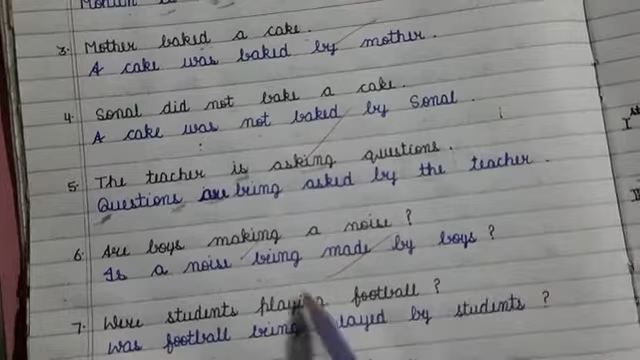 3. Mother baked a cake.
A cake was baked by mother.
4. Sonal did not bake a cake.
A cake was not baked by Sonal.
5. The teacher is asking questions.
Questions are being asked by the teacher.
6. Are boys making a noise?
Is a noise being made by boys?
7. Were students playing football?
Was football being played by students?
Ist